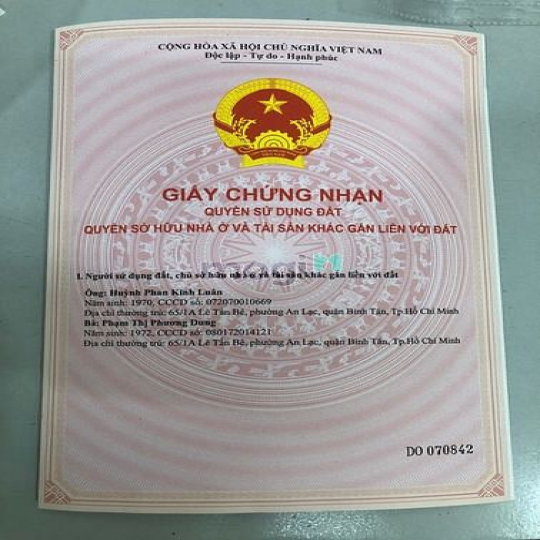 CỘNG HÒA XÃ HỘI CHỦ NGHĨA VIỆT NAM
Độc lập - Tự do - Hạnh phúc
GIẤY CHỨNG NHẬN
QUYỀN SỬ DỤNG ĐẤT
QUYỀN SỞ HỮU NHÀ Ở VÀ TÀI SẢN KHÁC GẮN LIỀN VỚI ĐẤT
I. Người sử dụng đất, chủ sở hữu nhà ở và tài sản khác gắn liền với đất
Ông: Huỳnh Phan Kinh Luân
Năm sinh: 1970, CCCD số: 072070010669
Địa chỉ thường trú: 65/1A Lê Tấn Bê, phường An Lạc, quận Bình Tân, Tp.Hồ Chí Minh
Bà: Phạm Thị Phương Dung
Năm sinh: 1972, CCCD số: 080172014121
Địa chỉ thường trú: 65/1A Lê Tấn Bê, phường An Lạc, quận Bình Tân, Tp.Hồ Chí Minh
DO 070842